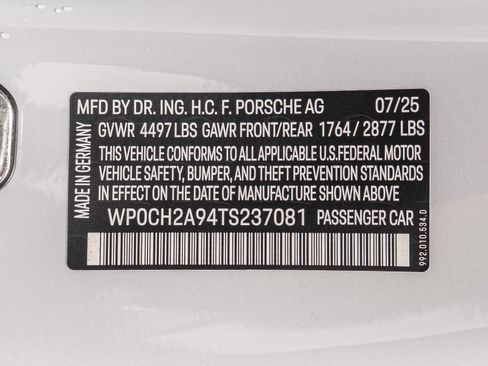 MFD BY DR. ING. H.C. F. PORSCHE AG 07/25
GVWR 4497 LBS GAWR FRONT/REAR 1764 / 2877 LBS
THIS VEHICLE CONFORMS TO ALL APPLICABLE U.S.FEDERAL MOTOR
VEHICLE SAFETY, BUMPER, AND THEFT PREVENTION STANDARDS
IN EFFECT ON THE DATE OF MANUFACTURE SHOWN ABOVE
WP0CH2A94TS237081 PASSENGER CAR
MADE IN GERMANY
992.010.534.D